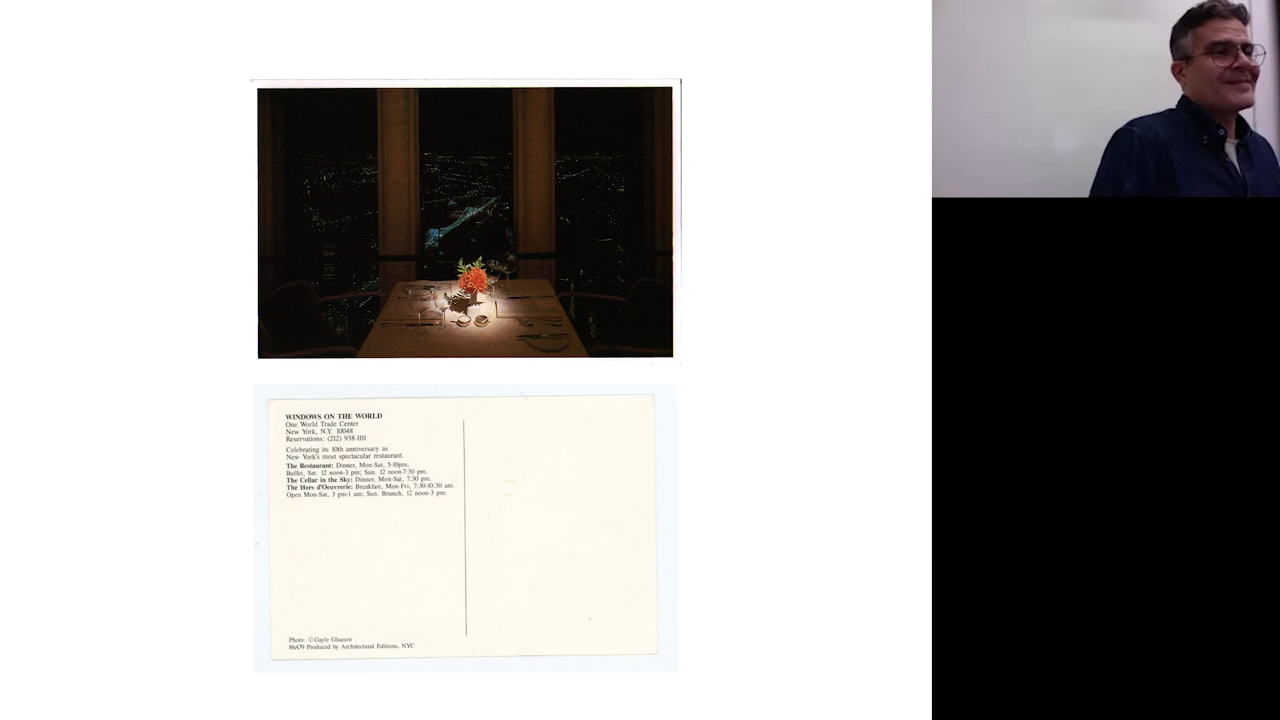 WINDOWS ON THE WORLD
One World Trade Center
New York, N.Y. 10048
Reservations: (212) 938-1111
Celebrating its 10th anniversary as
New York's most spectacular restaurant.
The Restaurant: Dinner, Mon-Sat, 5-10pm;
Buffet, Sat. 12 noon-3 pm; Sun. 12 noon-7:30 pm.
The Cellar in the Sky: Dinner, Mon-Sat, 7:30 pm.
The Hors d'Oeuvrerie: Breakfast, Mon-Fri, 7:30-10:30 am.
Open Mon-Sat, 3 pm-1 am; Sun. Brunch, 12 noon-3 pm.
Photo: © Gayle Gleason
86A79 Produced by Architectural Editions, NYC